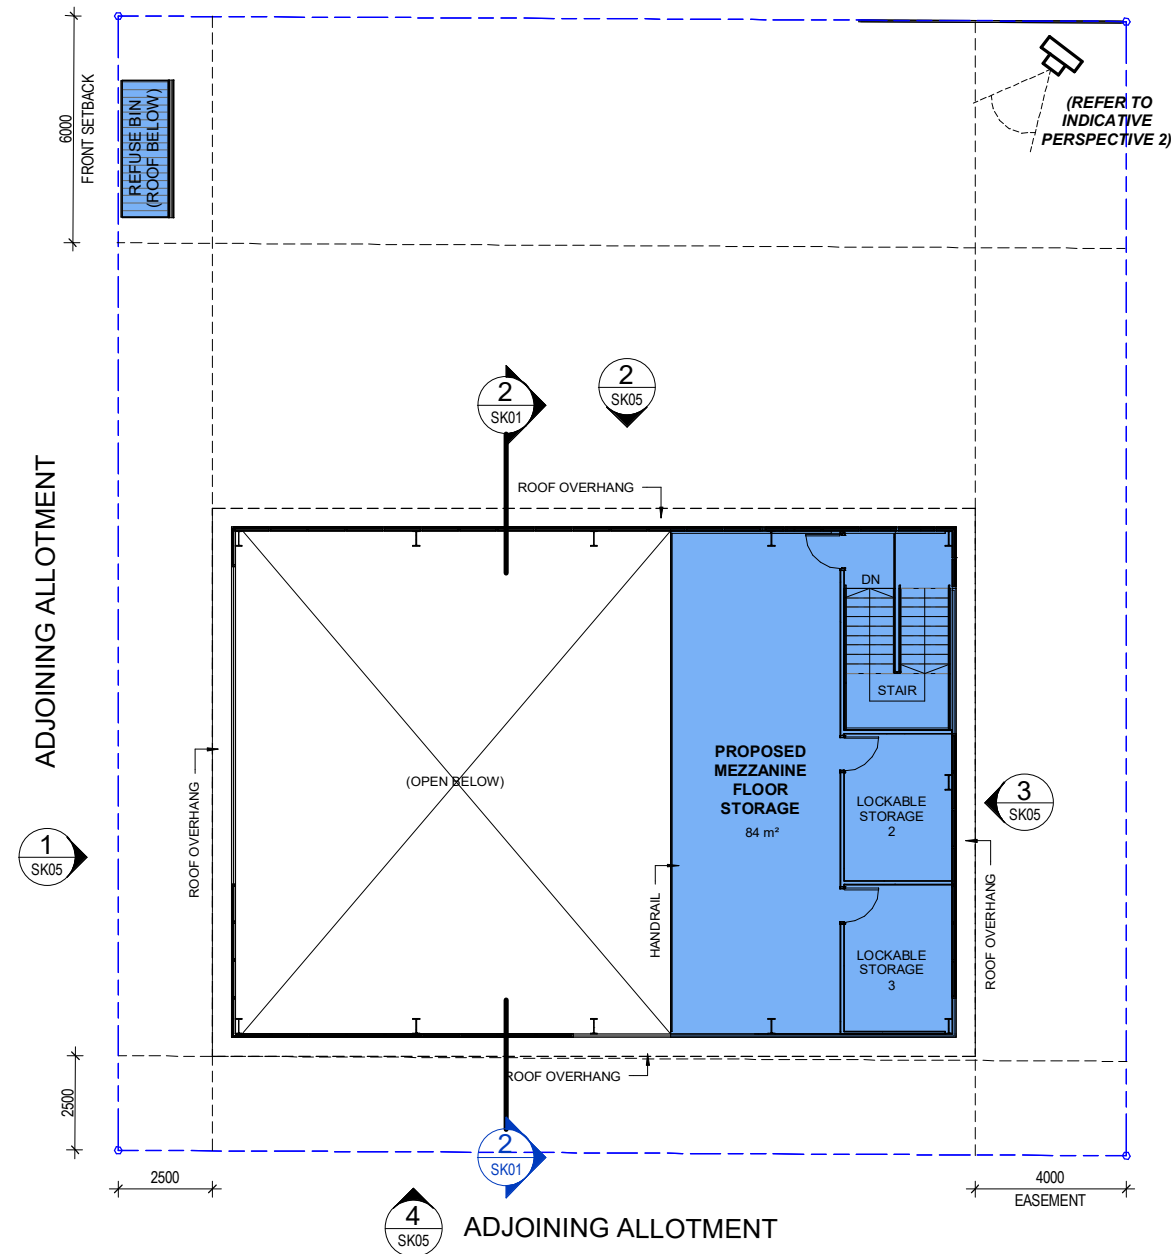 6000
FRONT SETBACK
REFUSE BIN
(ROOF BELOW)
(REFER TO
INDICATIVE
PERSPECTIVE 2)
2
SK01
2
SK05
ROOF OVERHANG
ADJOINING ALLOTMENT
DN
STAIR
PROPOSED
MEZZANINE
FLOOR
STORAGE
84 m²
(OPEN BELOW)
LOCKABLE
STORAGE
2
3
SK05
1
SK05
ROOF OVERHANG
HANDRAIL
LOCKABLE
STORAGE
3
ROOF OVERHANG
ROOF OVERHANG
2500
2
SK01
2500
4000
EASEMENT
4
SK05
ADJOINING ALLOTMENT